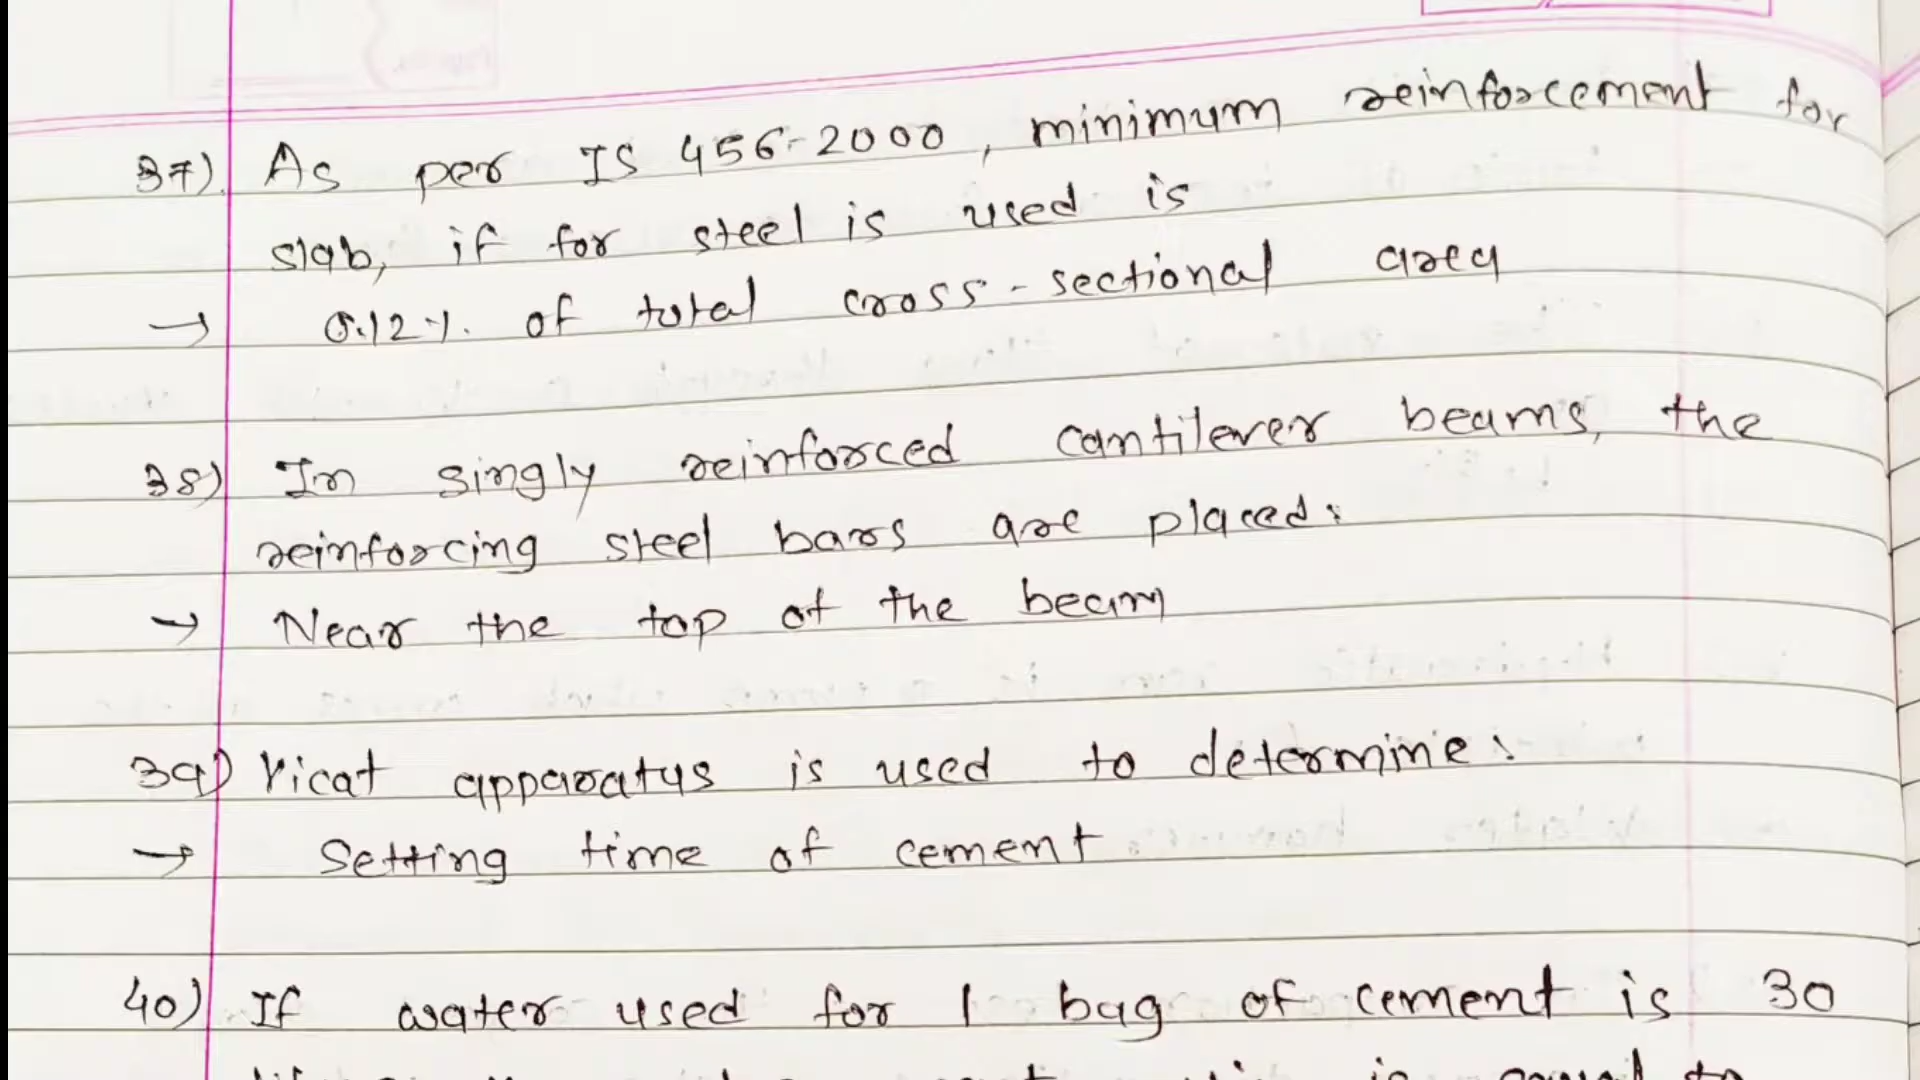 37) As per IS 456-2000, minimum reinforcement for
slab, if for steel is used is
→ 0.12%. of total cross-sectional area
38) In singly reinforced cantilever beams, the
reinforcing steel bars are placed:
→ Near the top of the beam
39) Vicat apparatus is used to determine:
→ Setting time of cement
40) If water used for 1 bag of cement is 30
is equal to